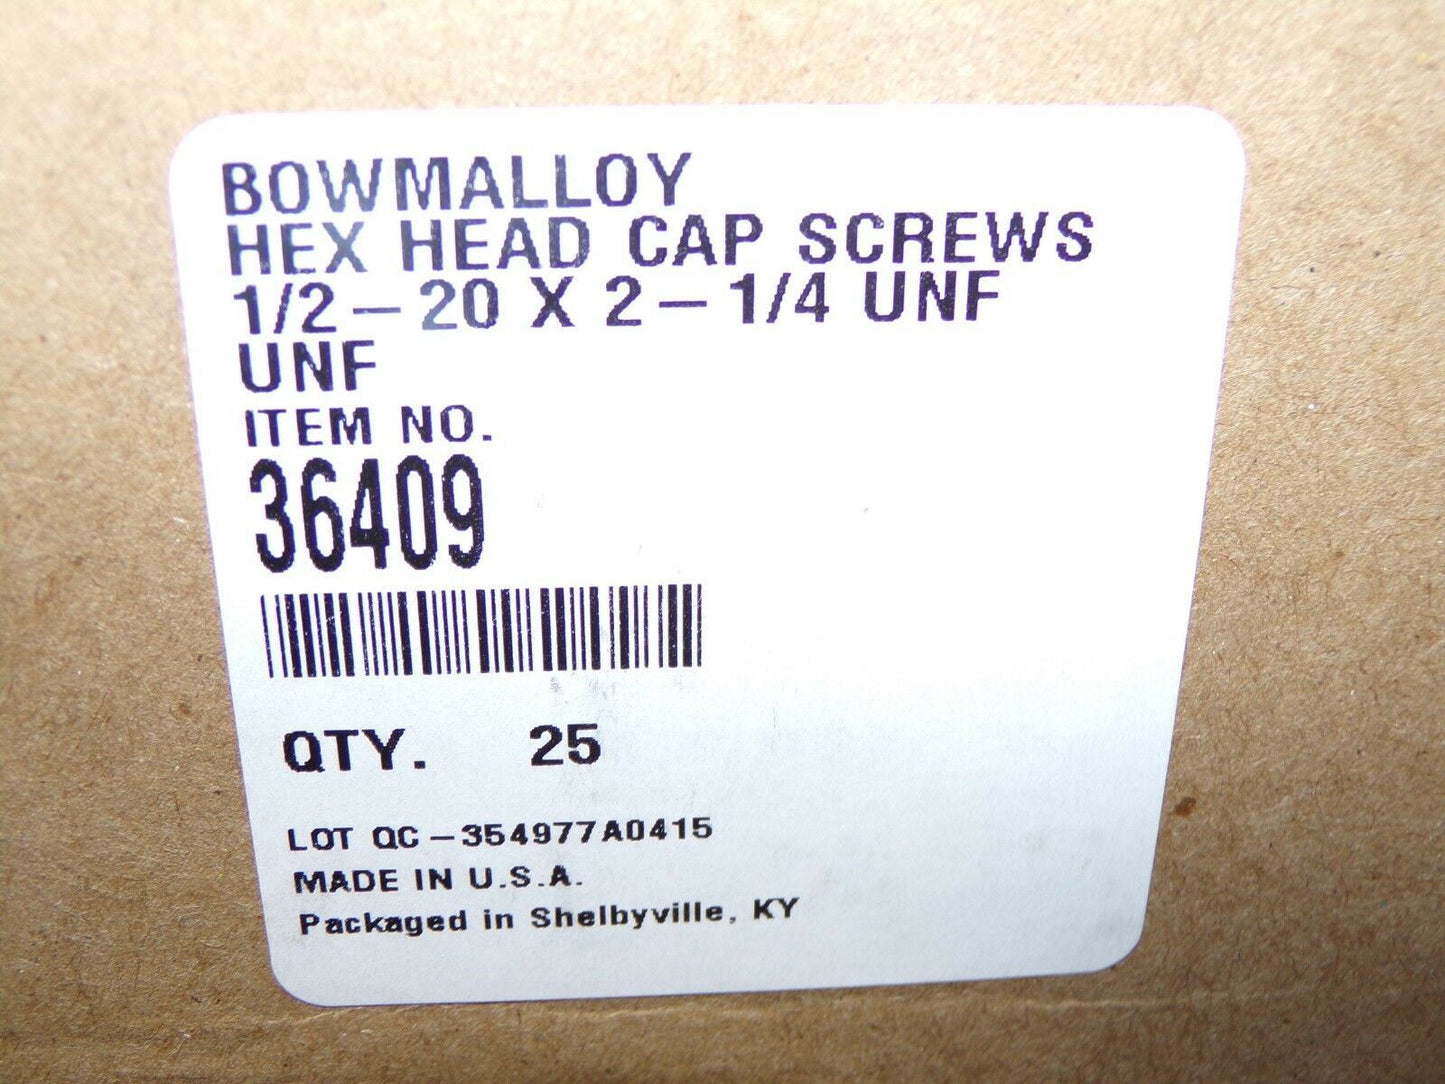 BOWMALLOY
HEX HEAD CAP SCREWS
1/2-20 X 2-1/4 UNF
UNF
ITEM NO.
36409
QTY. 25
LOT QC-354977A0415
MADE IN U.S.A.
Packaged in Shelbyville, KY